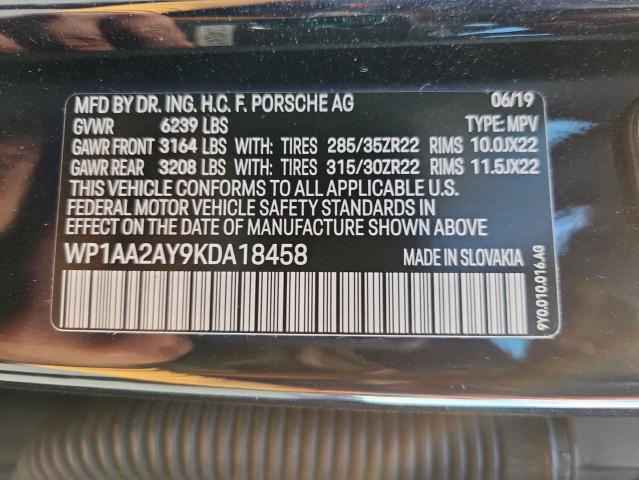 MFD BY DR. ING. H.C. F. PORSCHE AG 06/19
GVWR 6239 LBS TYPE: MPV
GAWR FRONT 3164 LBS WITH: TIRES 285/35ZR22 RIMS 10.0JX22
GAWR REAR 3208 LBS WITH: TIRES 315/30ZR22 RIMS 11.5JX22
THIS VEHICLE CONFORMS TO ALL APPLICABLE U.S.
FEDERAL MOTOR VEHICLE SAFETY STANDARDS IN
EFFECT ON THE DATE OF MANUFACTURE SHOWN ABOVE
WP1AA2AY9KDA18458 MADE IN SLOVAKIA
9Y0.010.016.AG